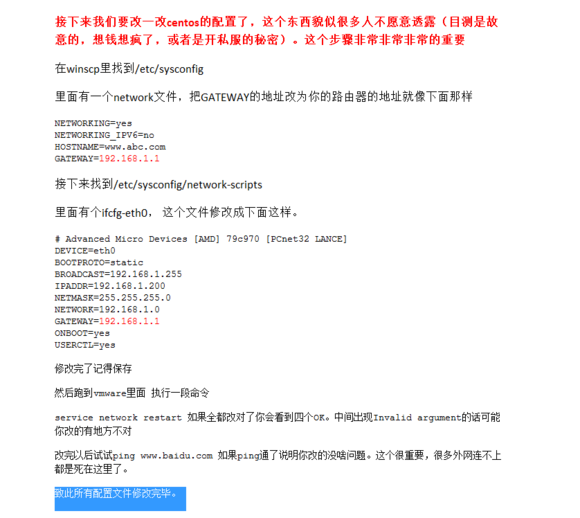 接下来我们要改一改centos的配置了，这个东西貌似很多人不愿意透露（目测是故
意的，想钱想疯了，或者是开私服的秘密）。这个步骤非常非常非常的重要
在winscp里找到/etc/sysconfig
里面有一个network文件，把GATEWAY的地址改为你的路由器的地址就像下面那样
NETWORKING=yes
NETWORKING_IPV6=no
HOSTNAME=www.abc.com
GATEWAY=192.168.1.1
接下来找到/etc/sysconfig/network-scripts
里面有个ifcfg-eth0， 这个文件修改成下面这样。
# Advanced Micro Devices [AMD] 79c970 [PCnet32 LANCE]
DEVICE=eth0
BOOTPROTO=static
BROADCAST=192.168.1.255
IPADDR=192.168.1.200
NETMASK=255.255.255.0
NETWORK=192.168.1.0
GATEWAY=192.168.1.1
ONBOOT=yes
USERCTL=yes
修改完了记得保存
然后跑到vmware里面 执行一段命令
service network restart 如果全都改对了你会看到四个OK。中间出现Invalid argument的话可能
你改的有地方不对
改完以后试试ping www.baidu.com 如果ping通了说明你改的没啥问题。这个很重要，很多外网连不上
都是死在这里了。
致此所有配置文件修改完毕。